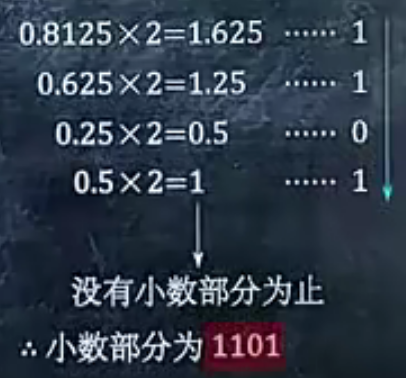 0.8125×2=1.625 …… 1
0.625×2=1.25 …… 1
0.25×2=0.5 …… 0
0.5×2=1 …… 1
没有小数部分为止
∴ 小数部分为 1101